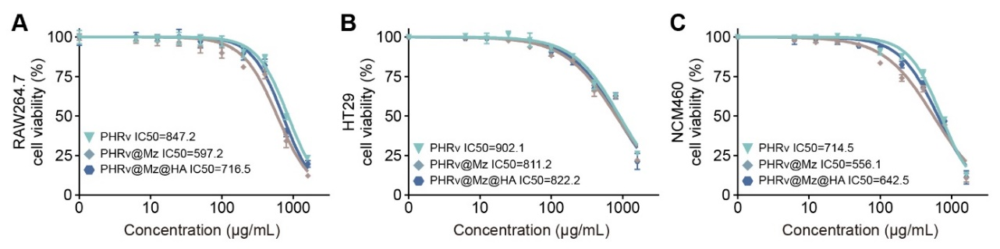 A
RAW264.7
cell viability (%)
100
75
50
25
0
PHRv IC50=847.2
PHRv@Mz IC50=597.2
PHRv@Mz@HA IC50=716.5
0 10 100 1000
Concentration (µg/mL)
B
HT29
cell viability (%)
100
75
50
25
0
PHRv IC50=902.1
PHRv@Mz IC50=811.2
PHRv@Mz@HA IC50=822.2
0 10 100 1000
Concentration (µg/mL)
C
NCM460
cell viability (%)
100
75
50
25
0
PHRv IC50=714.5
PHRv@Mz IC50=556.1
PHRv@Mz@HA IC50=642.5
0 10 100 1000
Concentration (µg/mL)